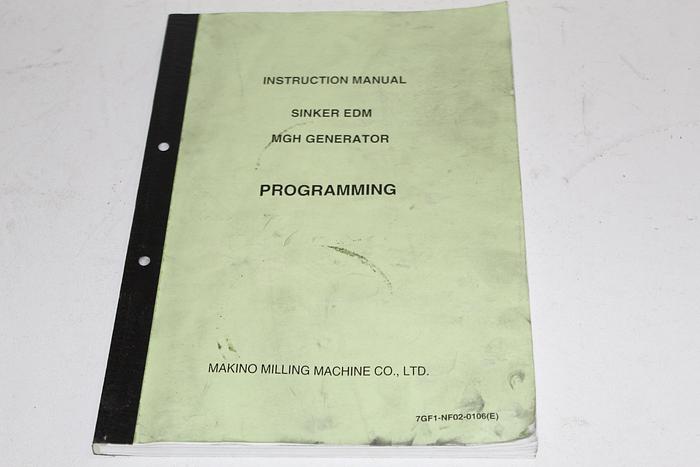 INSTRUCTION MANUAL
SINKER EDM
MGH GENERATOR
PROGRAMMING
MAKINO MILLING MACHINE CO., LTD.
7GF1-NF02-0106(E)